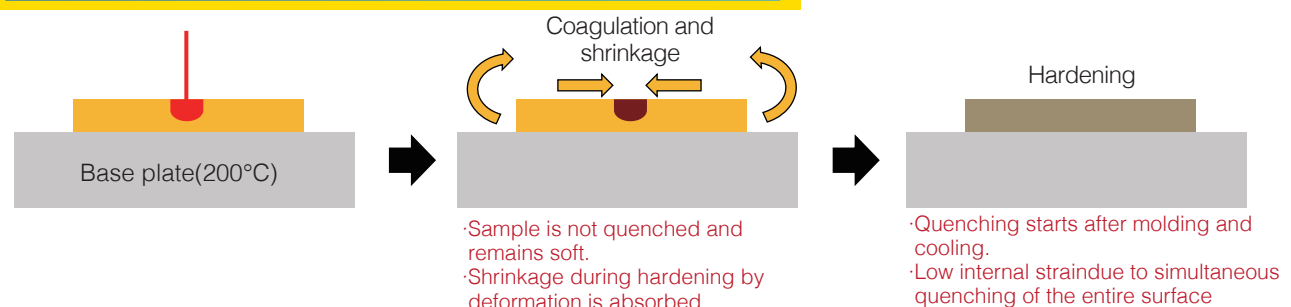 Base plate(200°C)
Coagulation and
shrinkage
·Sample is not quenched and
remains soft.
·Shrinkage during hardening by
deformation is absorbed
Hardening
·Quenching starts after molding and
cooling.
·Low internal straindue to simultaneous
quenching of the entire surface